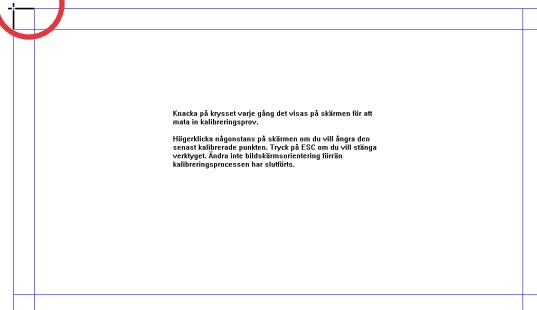 Knacka på krysset varje gång det visas på skärmen för att
mata in kalibreringsprov.
Högerklicka någonstans på skärmen om du vill ångra den
senast kalibrerade punkten. Tryck på ESC om du vill stänga
verktyget. Ändra inte bildskärmsorientering förrän
kalibreringsprocessen har slutförts.